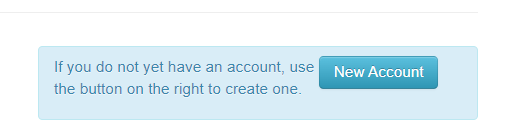 If you do not yet have an account, use
the button on the right to create one.
New Account